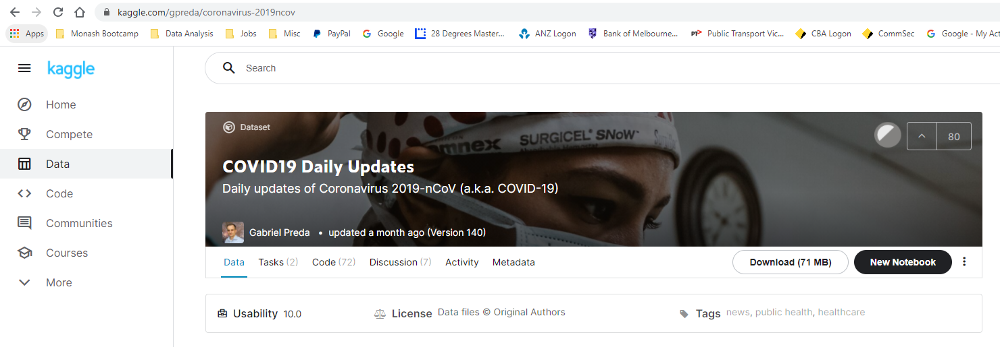 kaggle.com/gpreda/coronavirus-2019ncov
Apps Monash Bootcamp Data Analysis Jobs Misc PayPal Google 28 Degrees Master... ANZ Logon Bank of Melbourne... PT> Public Transport Vic... CBA Logon CommSec Google - My Act
kaggle
Search
Home
Compete
Data
Code
Communities
Courses
More
Dataset
SURGICEL® SNoW™
mnex
80
COVID19 Daily Updates
Daily updates of Coronavirus 2019-nCoV (a.k.a. COVID-19)
Gabriel Preda • updated a month ago (Version 140)
Data Tasks (2) Code (72) Discussion (7) Activity Metadata Download (71 MB) New Notebook
Usability 10.0 License Data files © Original Authors Tags news, public health, healthcare